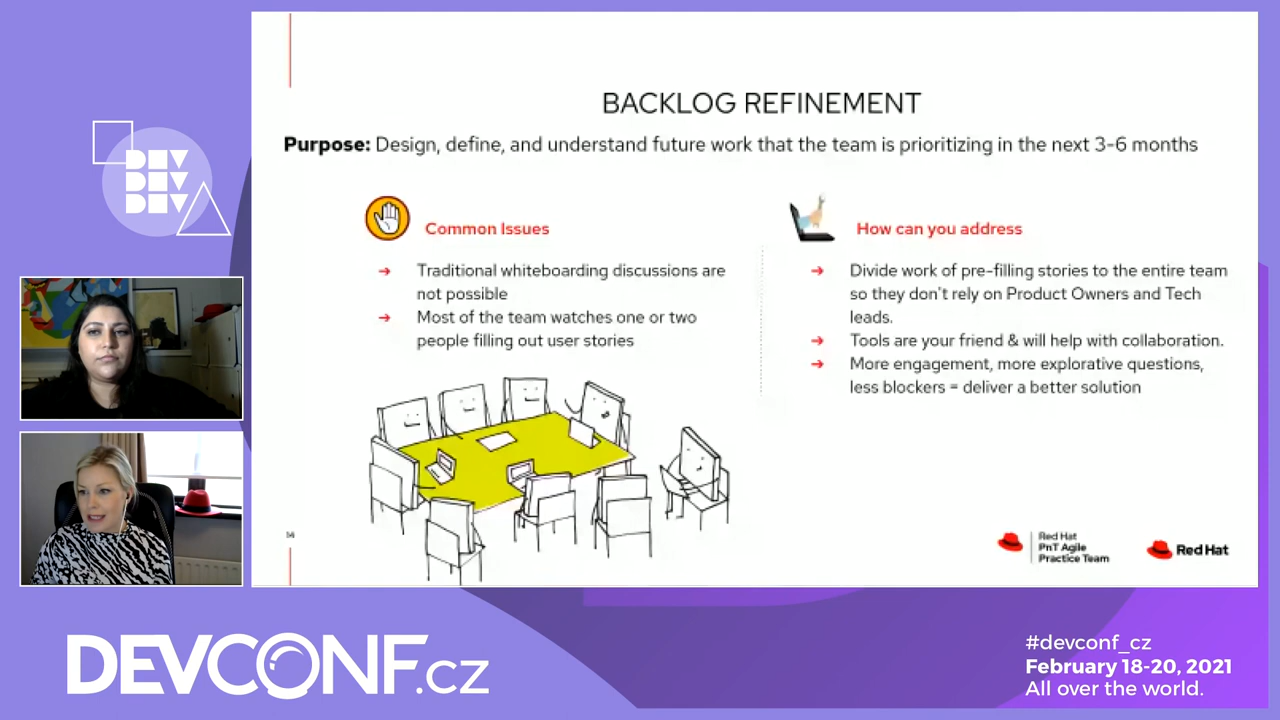 DEV
DEV
DEV
BACKLOG REFINEMENT
Purpose: Design, define, and understand future work that the team is prioritizing in the next 3-6 months
Common Issues
→ Traditional whiteboarding discussions are
not possible
→ Most of the team watches one or two
people filling out user stories
How can you address
→ Divide work of pre-filling stories to the entire team
so they don't rely on Product Owners and Tech
leads.
→ Tools are your friend & will help with collaboration.
→ More engagement, more explorative questions,
less blockers = deliver a better solution
14
Red Hat
PnT Agile
Practice Team
Red Hat
DEVCONF.cz
#devconf_cz
February 18-20, 2021
All over the world.